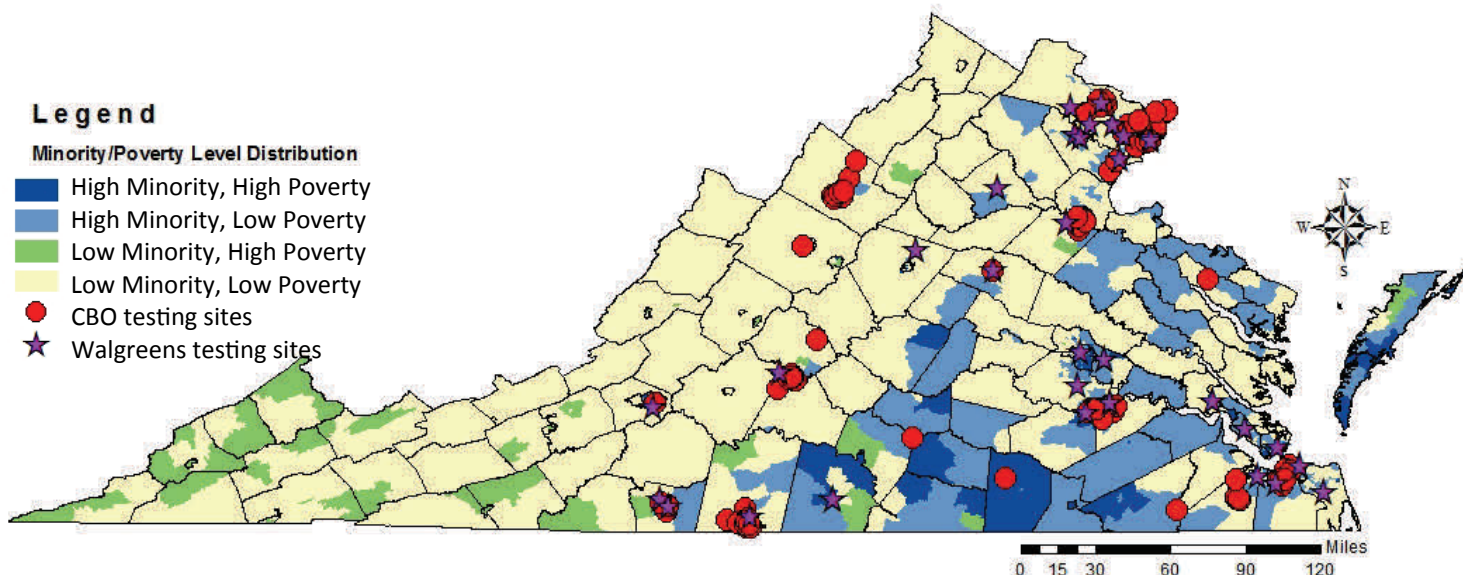 Legend
Minority/Poverty Level Distribution
High Minority, High Poverty
High Minority, Low Poverty
Low Minority, High Poverty
Low Minority, Low Poverty
CBO testing sites
Walgreens testing sites
N
W E
S
Miles
0 15 30 60 90 120